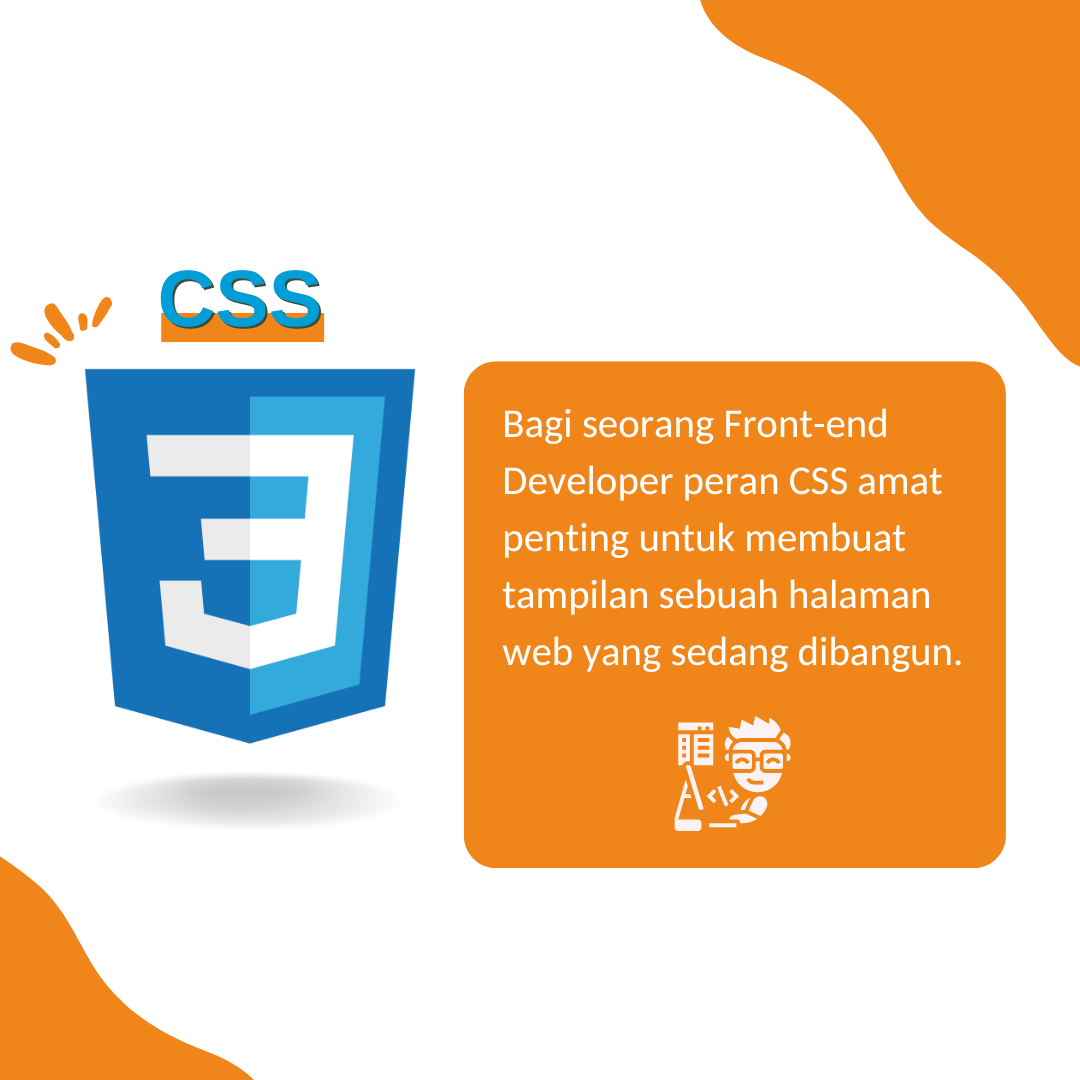 CSS
3
Bagi seorang Front-end
Developer peran CSS amat
penting untuk membuat
tampilan sebuah halaman
web yang sedang dibangun.
</>